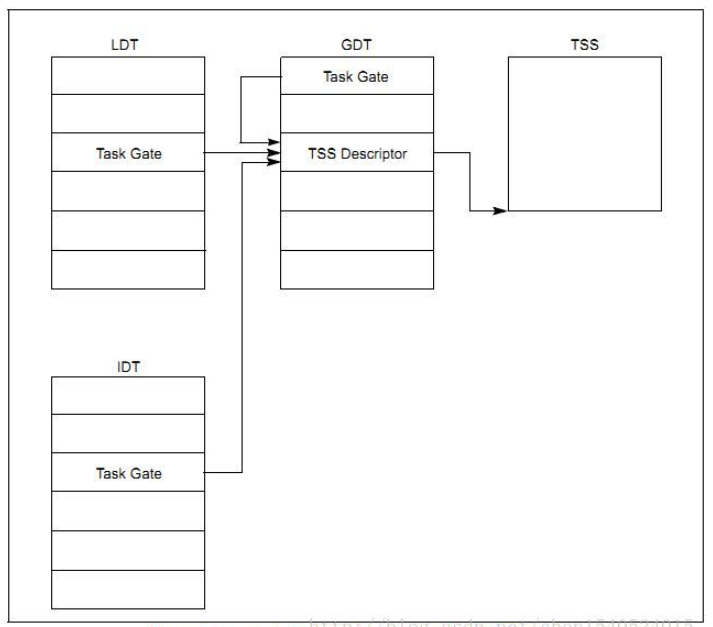 LDT
GDT
TSS
Task Gate
Task Gate
TSS Descriptor
IDT
Task Gate